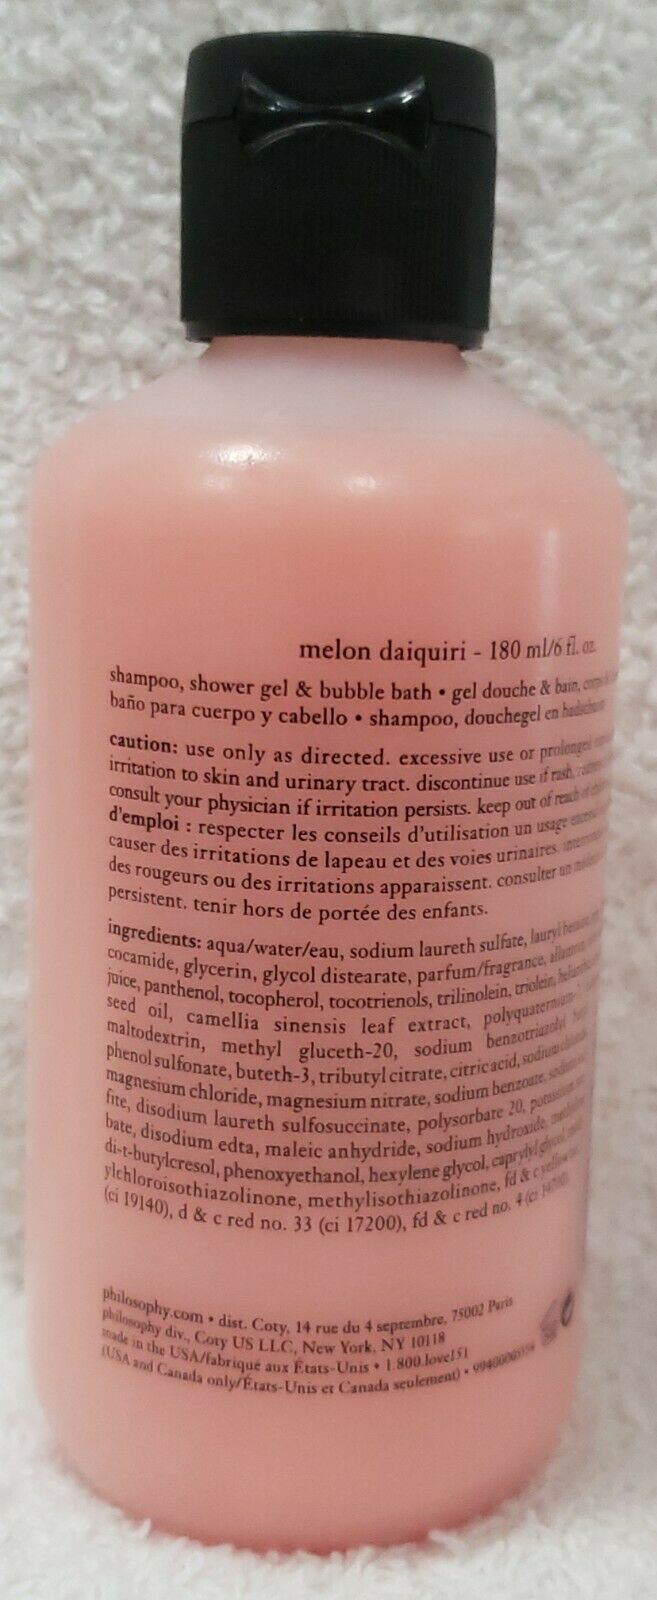 melon daiquiri - 180 ml/6 fl. oz.
shampoo, shower gel & bubble bath • gel douche & bain,
baño para cuerpo y cabello • shampoo, douchegel en badschuim
caution: use only as directed. excessive use or prolonged
irritation to skin and urinary tract. discontinue use if rash,
consult your physician if irritation persists. keep out of reach of
d'emploi : respecter les conseils d'utilisation un usage
causer des irritations de lapeau et des voies urinaires.
des rougeurs ou des irritations apparaissent. consulter un
persistent. tenir hors de portée des enfants.
ingredients: aqua/water/eau, sodium laureth sulfate, lauryl
cocamide, glycerin, glycol distearate, parfum/fragrance,
juice, panthenol, tocopherol, tocotrienols, trilinolein, triolein,
seed oil, camellia sinensis leaf extract,
maltodextrin, methyl gluceth-20, sodium benzotriazolyl
phenol sulfonate, buteth-3, tributyl citrate, citric acid, sodium
magnesium chloride, magnesium nitrate, sodium benzoate,
fite, disodium laureth sulfosuccinate, polysorbate 20, potassium
bate, disodium edta, maleic anhydride, sodium hydroxide,
di-t-butylcresol, phenoxyethanol, hexylene glycol, caprylyl glycol,
ylchloroisothiazolinone, methylisothiazolinone, fd & c yellow
(ci 19140), d & c red no. 33 (ci 17200), fd & c red no. 4 (ci 14700)
philosophy.com • dist. Coty, 14 rue du 4 septembre, 75002 Paris
philosophy div., Coty US LLC, New York, NY 10118
made in the USA/fabriqué aux États-Unis • 1.800.love151
(USA and Canada only/États-Unis et Canada seulement) •